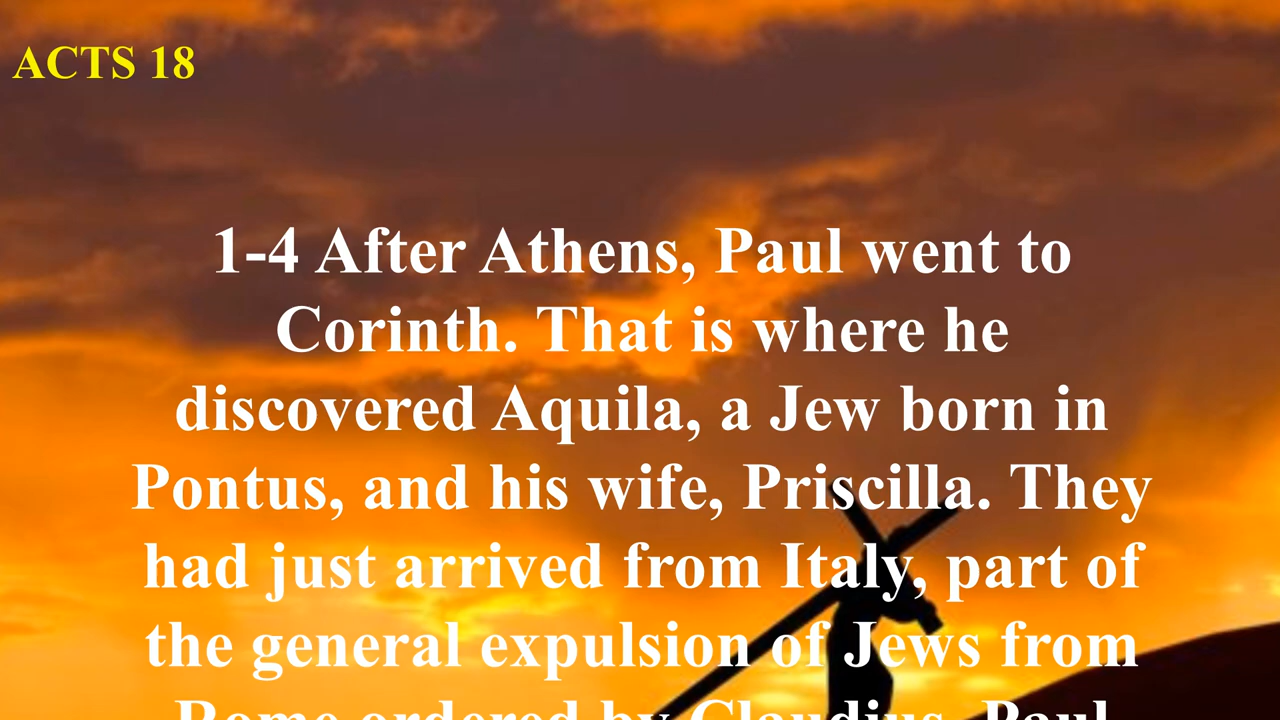 ACTS 18
1-4 After Athens, Paul went to
Corinth. That is where he
discovered Aquila, a Jew born in
Pontus, and his wife, Priscilla. They
had just arrived from Italy, part of
the general expulsion of Jews from
Rome ordered by Claudius. Paul